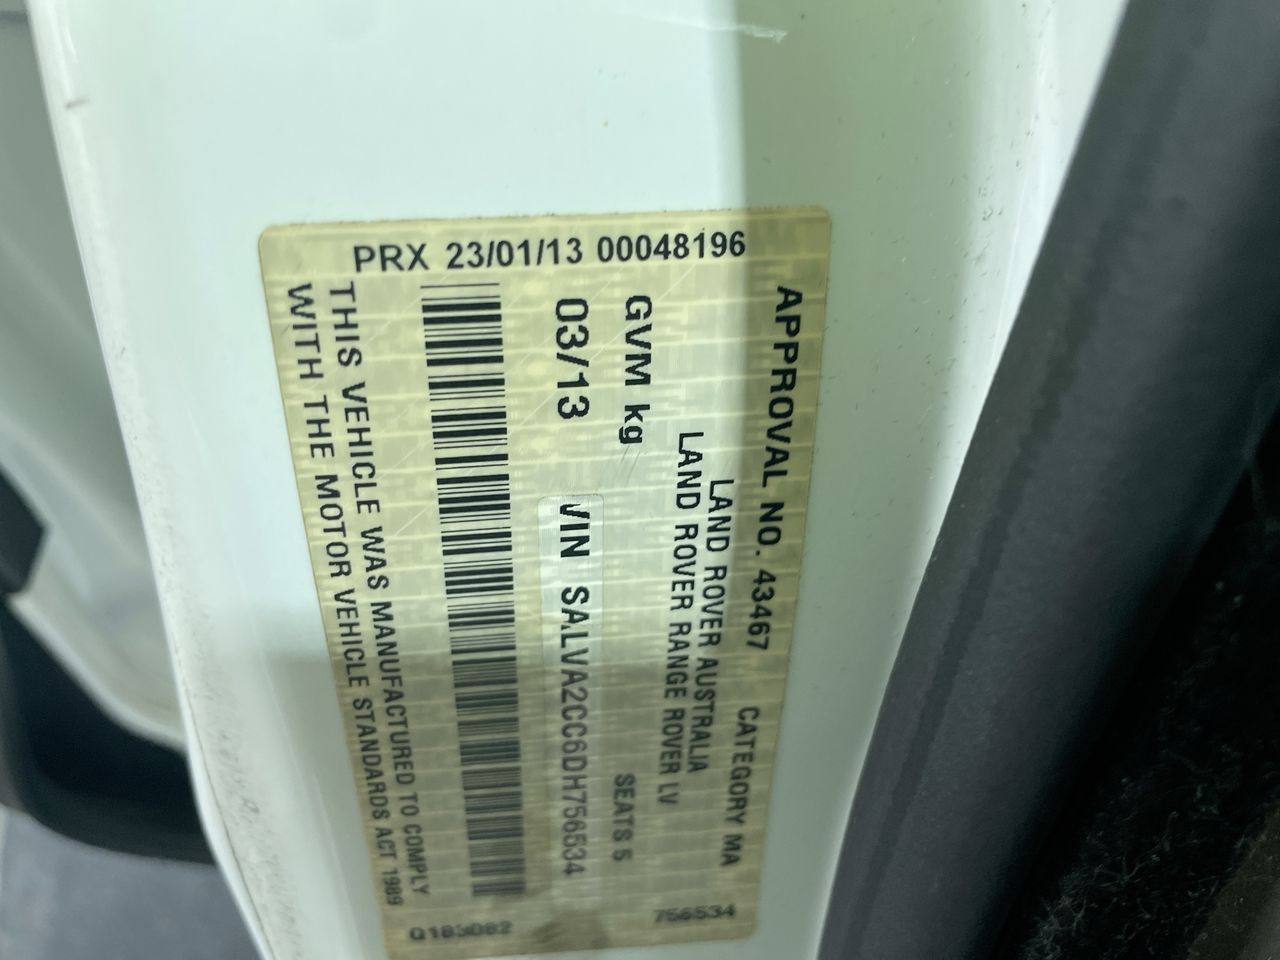 PRX 23/01/13 00048196
APPROVAL NO. 43467 CATEGORY MA
LAND ROVER AUSTRALIA
LAND ROVER RANGE ROVER LV
GVM kg SEATS 5
03/13 VIN SALVA2CC6DH756534
THIS VEHICLE WAS MANUFACTURED TO COMPLY
WITH THE MOTOR VEHICLE STANDARDS ACT 1989
756534
Q183082